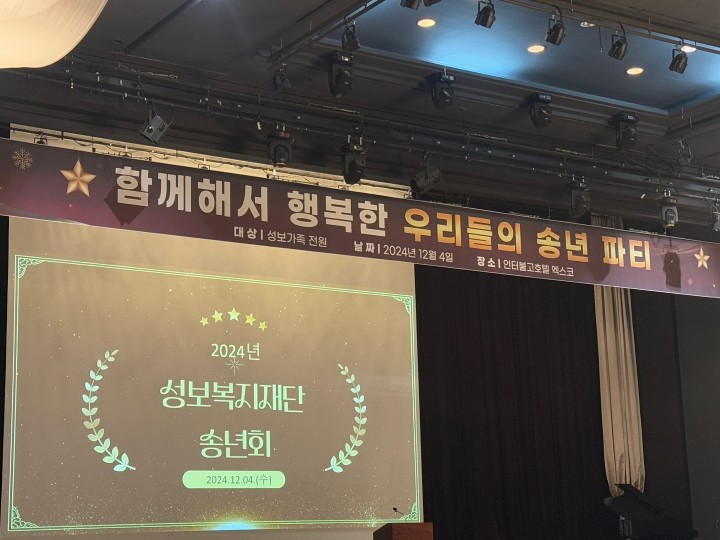 함께해서 행복한 우리들의 송년 파티
대 상 | 성보가족 전원 날 짜 | 2024년 12월 4일 장 소 | 인터불고호텔 엑스코
2024년
성보복지재단
송년회
2024.12.04.(수)